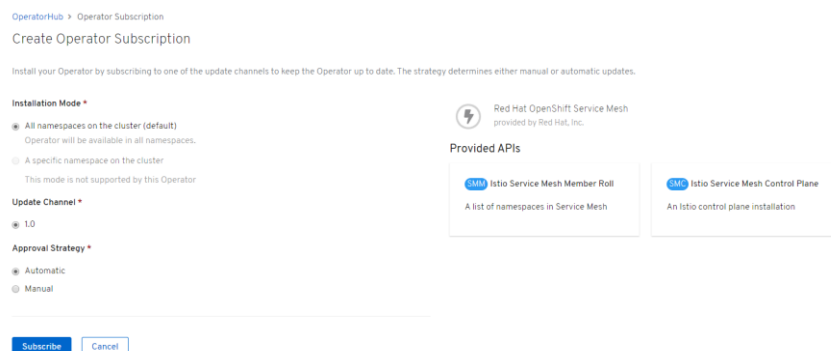 OperatorHub > Operator Subscription
Create Operator Subscription
Install your Operator by subscribing to one of the update channels to keep the Operator up to date. The strategy determines either manual or automatic updates.
Installation Mode *
All namespaces on the cluster (default)
Operator will be available in all namespaces.
A specific namespace on the cluster
This mode is not supported by this Operator
Update Channel *
1.0
Approval Strategy *
Automatic
Manual
Subscribe
Cancel
Red Hat OpenShift Service Mesh
provided by Red Hat, Inc.
Provided APIs
SMM Istio Service Mesh Member Roll
A list of namespaces in Service Mesh
SMC Istio Service Mesh Control Plane
An Istio control plane installation